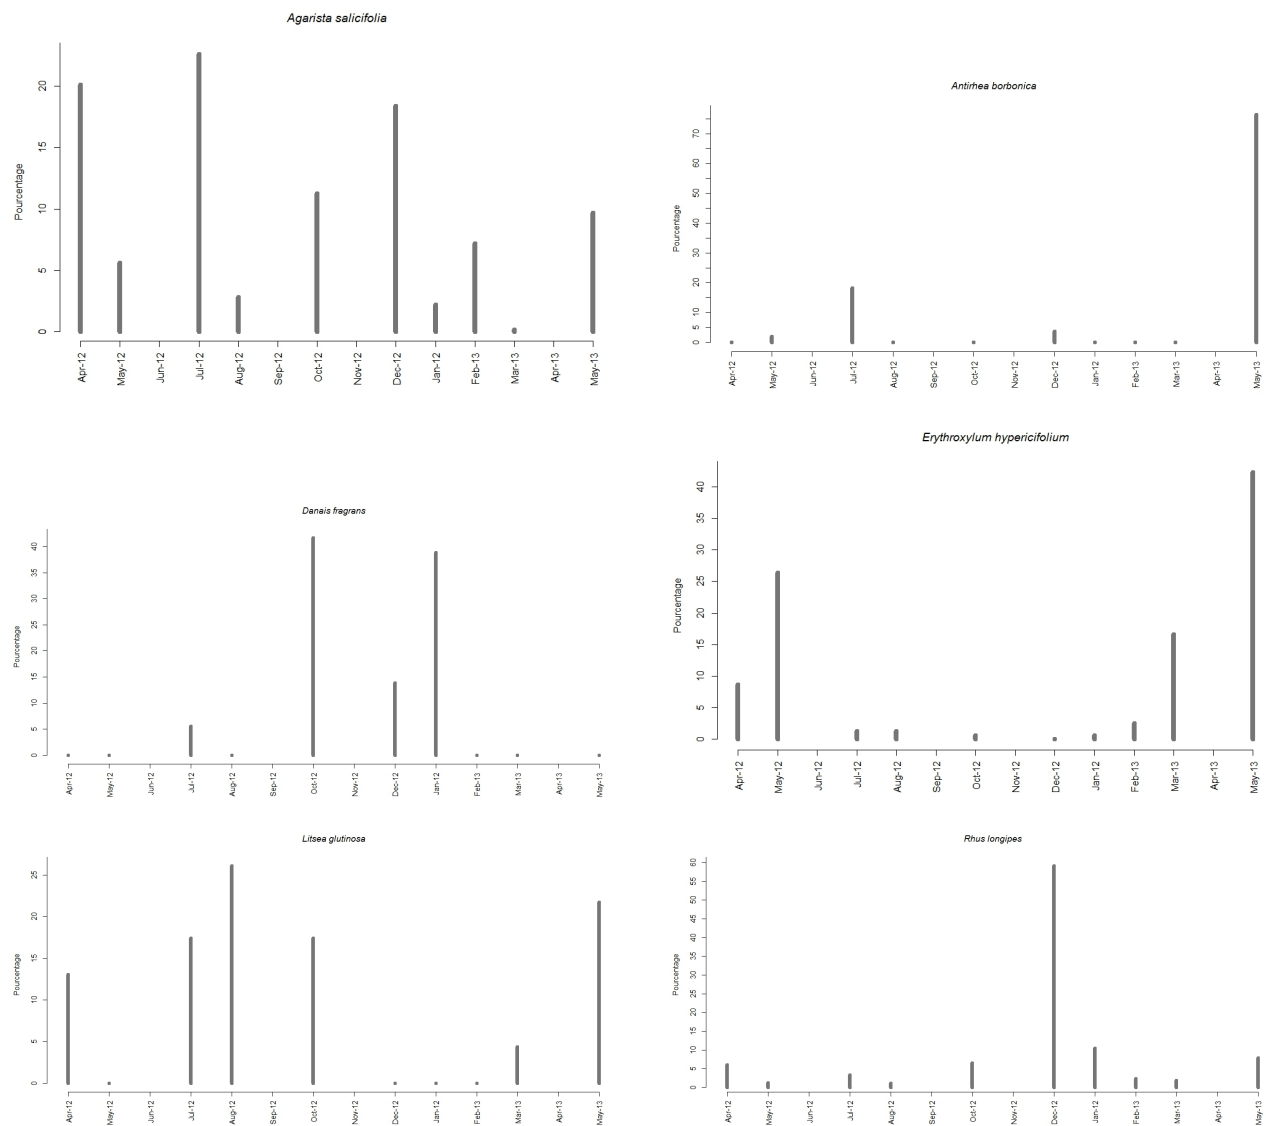 Agarista salicifolia
Pourcentage
0 5 10 15 20
Apr-12 May-12 Jun-12 Jul-12 Aug-12 Sep-12 Oct-12 Nov-12 Dec-12 Jan-12 Feb-13 Mar-13 Apr-13 May-13
Antirhea borbonica
Pourcentage
0 5 10 20 30 40 50 60 70
Apr-12 May-12 Jun-12 Jul-12 Aug-12 Sep-12 Oct-12 Nov-12 Dec-12 Jan-12 Feb-13 Mar-13 Apr-13 May-13
Danais fragrans
Pourcentage
0 5 10 15 20 25 30 35 40
Apr-12 May-12 Jun-12 Jul-12 Aug-12 Sep-12 Oct-12 Nov-12 Dec-12 Jan-12 Feb-13 Mar-13 Apr-13 May-13
Erythroxylum hypericifolium
Pourcentage
0 5 10 15 20 25 30 35 40
Apr-12 May-12 Jun-12 Jul-12 Aug-12 Sep-12 Oct-12 Nov-12 Dec-12 Jan-12 Feb-13 Mar-13 Apr-13 May-13
Litsea glutinosa
Pourcentage
0 5 10 15 20 25
Apr-12 May-12 Jun-12 Jul-12 Aug-12 Sep-12 Oct-12 Nov-12 Dec-12 Jan-12 Feb-13 Mar-13 Apr-13 May-13
Rhus longipes
Pourcentage
0 5 10 15 20 25 30 35 40 45 50 55 60
Apr-12 May-12 Jun-12 Jul-12 Aug-12 Sep-12 Oct-12 Nov-12 Dec-12 Jan-12 Feb-13 Mar-13 Apr-13 May-13